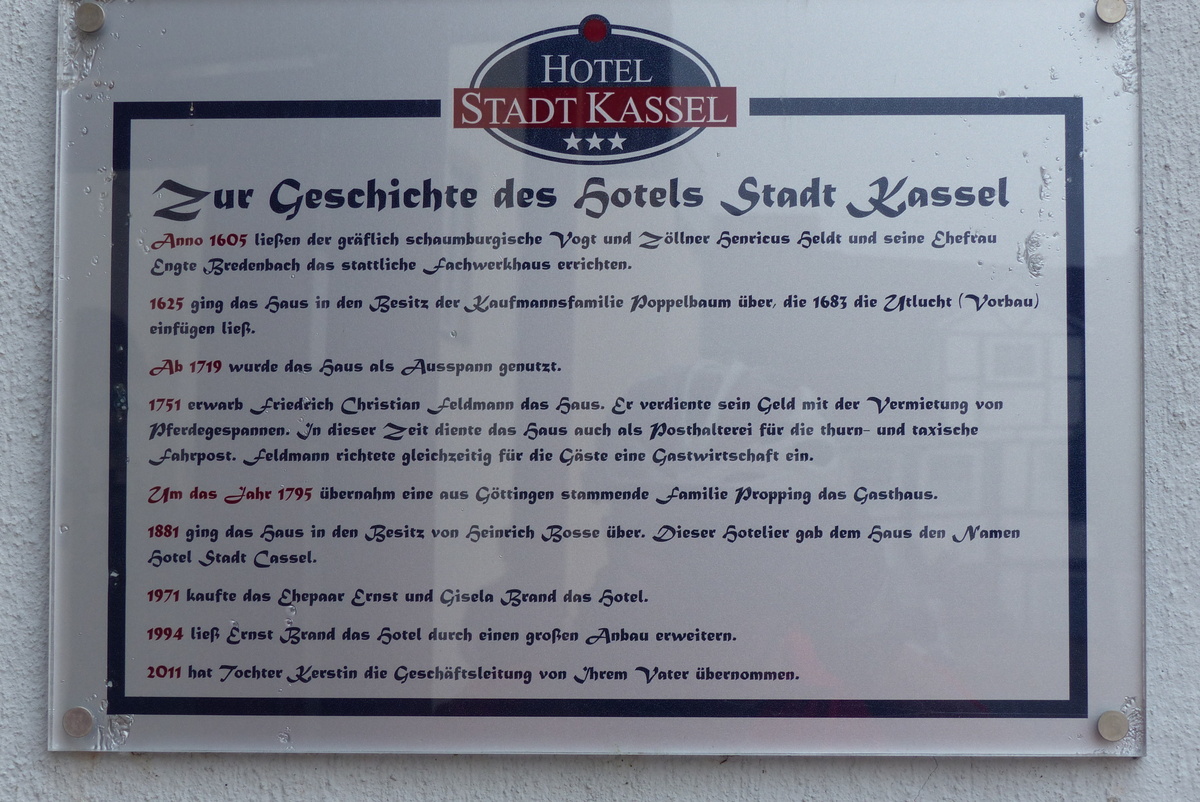 HOTEL
STADT KASSEL
Zur Geschichte des Hotels Stadt Kassel
Anno 1605 ließen der gräflich schaumburgische Vogt und Zöllner Henricus Heldt und seine Ehefrau
Engte Bredenbach das stattliche Fachwerkhaus errichten.
1625 ging das Haus in den Besitz der Kaufmannsfamilie Poppelbaum über, die 1683 die Utlucht (Vorbau)
einfügen ließ.
Ab 1719 wurde das Haus als Ausspann genutzt.
1751 erwarb Friedrich Christian Feldmann das Haus. Er verdiente sein Geld mit der Vermietung von
Pferdegespannen. In dieser Zeit diente das Haus auch als Posthalterei für die thurn- und taxische
Fahrpost. Feldmann richtete gleichzeitig für die Gäste eine Gastwirtschaft ein.
Um das Jahr 1795 übernahm eine aus Göttingen stammende Familie Propping das Gasthaus.
1881 ging das Haus in den Besitz von Heinrich Bosse über. Dieser Hotelier gab dem Haus den Namen
Hotel Stadt Cassel.
1971 kaufte das Ehepaar Ernst und Gisela Brand das Hotel.
1994 ließ Ernst Brand das Hotel durch einen großen Anbau erweitern.
2011 hat Tochter Kerstin die Geschäftsleitung von Ihrem Vater übernommen.